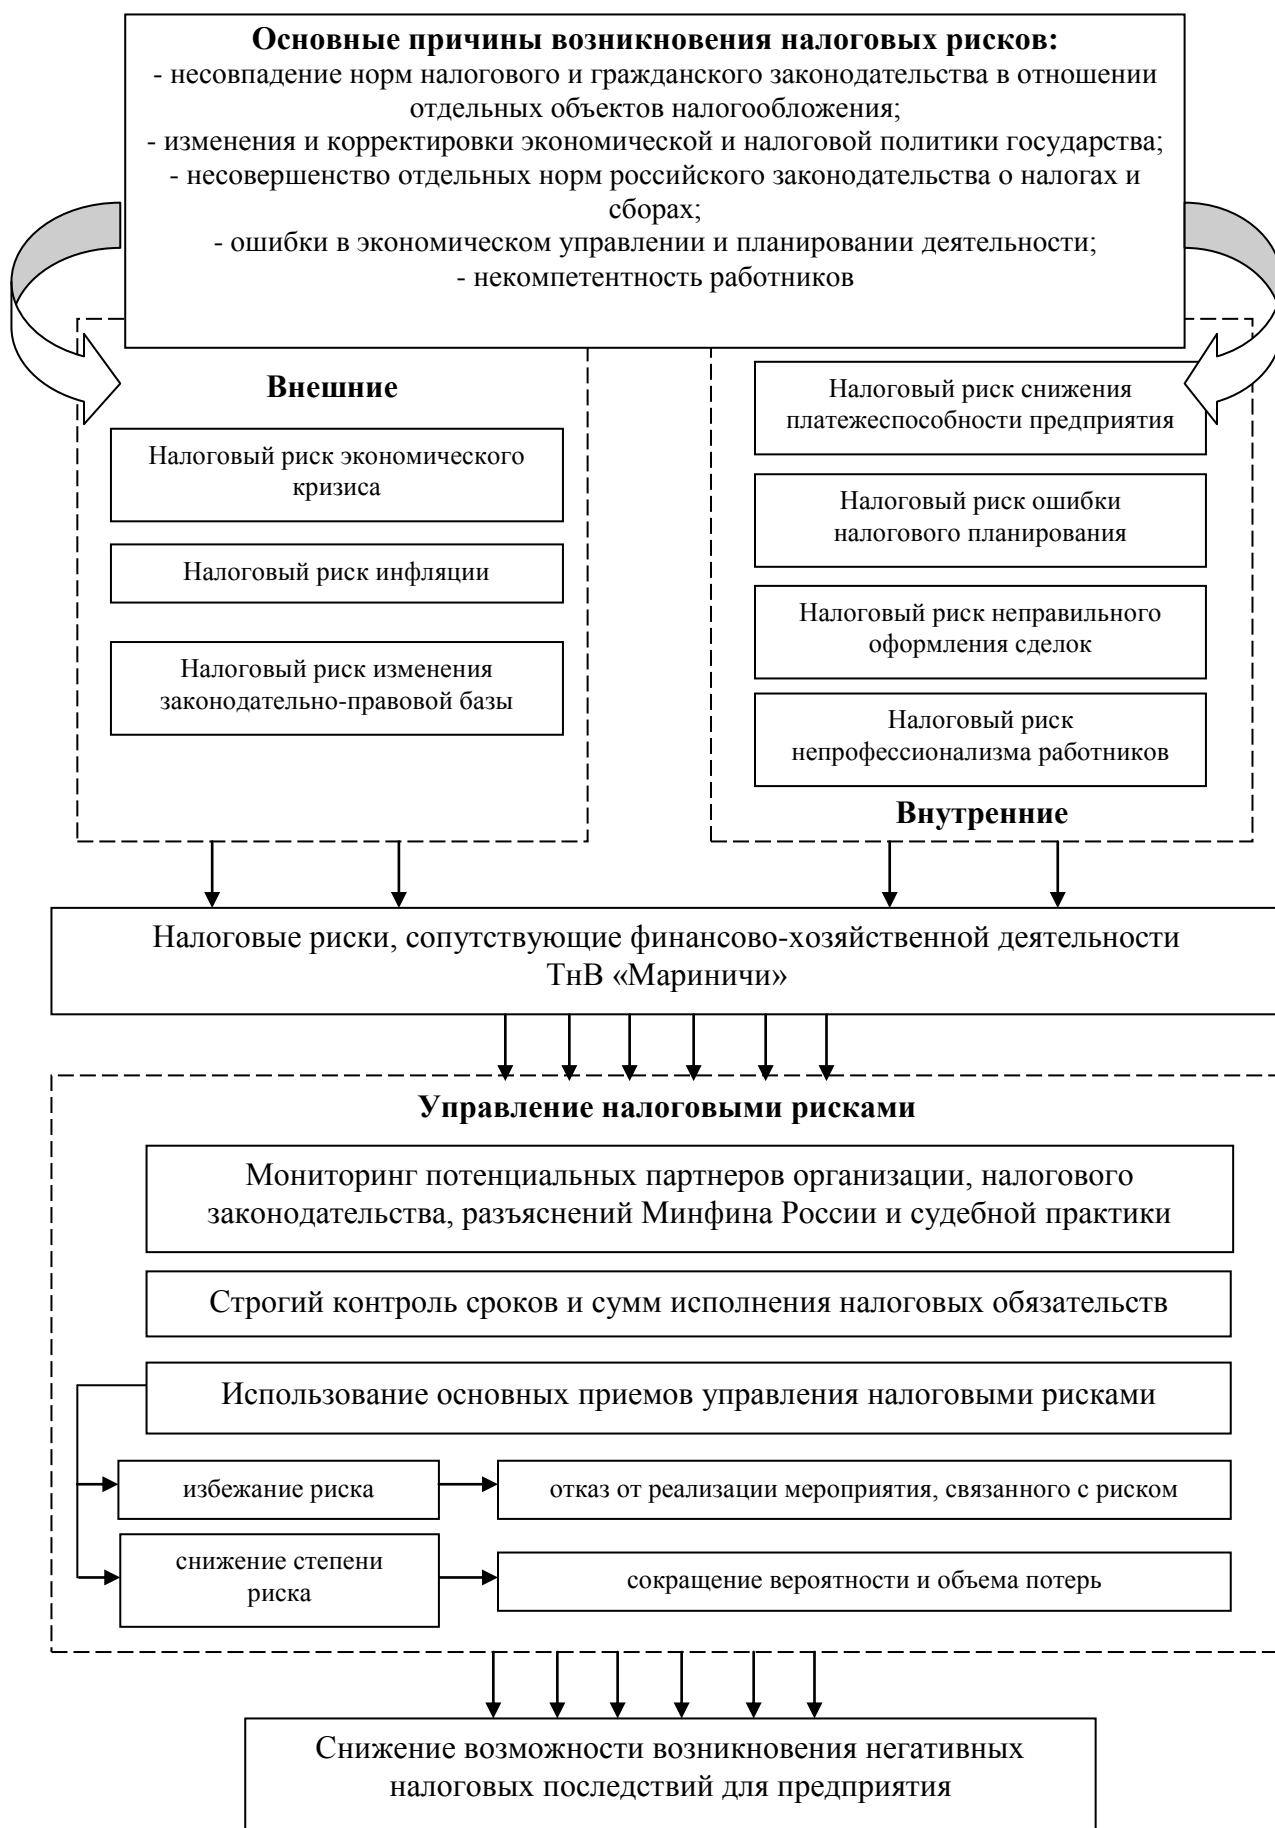 Основные причины возникновения налоговых рисков:
- несовпадение норм налогового и гражданского законодательства в отношении
отдельных объектов налогообложения;
- изменения и корректировки экономической и налоговой политики государства;
- несовершенство отдельных норм российского законодательства о налогах и
сборах;
- ошибки в экономическом управлении и планировании деятельности;
- некомпетентность работников
Внешние
Налоговый риск экономического
кризиса
Налоговый риск инфляции
Налоговый риск изменения
законодательно-правовой базы
Налоговый риск снижения
платежеспособности предприятия
Налоговый риск ошибки
налогового планирования
Налоговый риск неправильного
оформления сделок
Налоговый риск
непрофессионализма работников
Внутренние
Налоговые риски, сопутствующие финансово-хозяйственной деятельности
ТнВ «Мариничи»
Управление налоговыми рисками
Мониторинг потенциальных партнеров организации, налогового
законодательства, разъяснений Минфина России и судебной практики
Строгий контроль сроков и сумм исполнения налоговых обязательств
Использование основных приемов управления налоговыми рисками
избежание риска
отказ от реализации мероприятия, связанного с риском
снижение степени
риска
сокращение вероятности и объема потерь
Снижение возможности возникновения негативных
налоговых последствий для предприятия